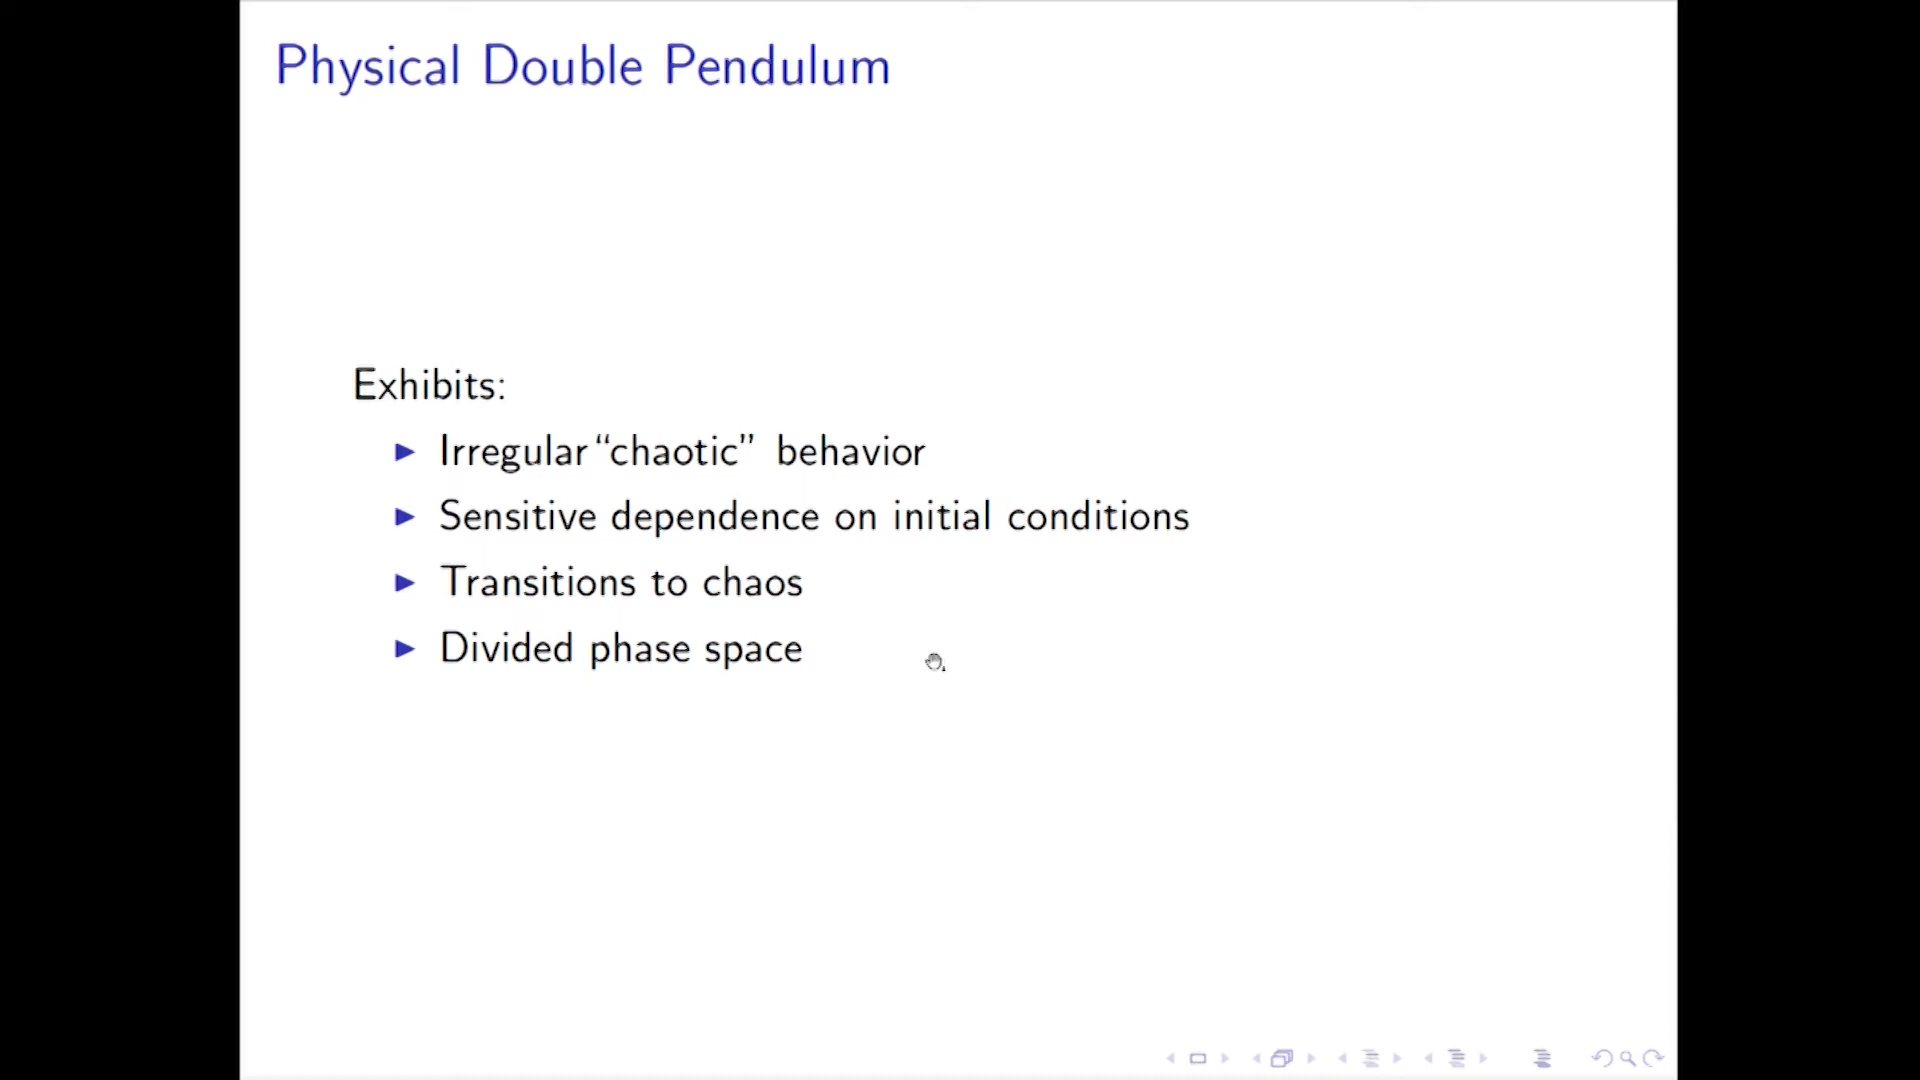 Physical Double Pendulum
Exhibits:
Irregular “chaotic” behavior
Sensitive dependence on initial conditions
Transitions to chaos
Divided phase space